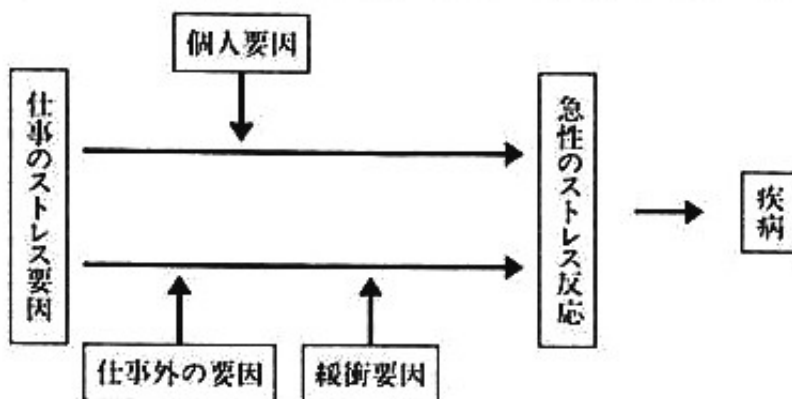 個人要因
仕事のストレス要因
急性のストレス反応
疾病
仕事外の要因
緩衝要因